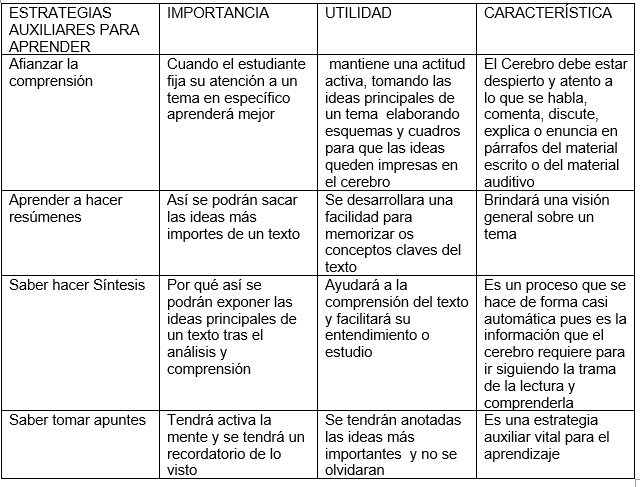 ESTRATEGIAS
AUXILIARES PARA
APRENDER
IMPORTANCIA
UTILIDAD
CARACTERÍSTICA
Afianzar la
comprensión
Cuando el estudiante
fija su atención a un
tema en específico
aprenderá mejor
mantiene una actitud
activa, tomando las
ideas principales de
un tema elaborando
esquemas y cuadros
para que las ideas
queden impresas en
el cerebro
El Cerebro debe estar
despierto y atento a
lo que se habla,
comenta, discute,
explica o enuncia en
párrafos del material
escrito o del material
auditivo
Aprender a hacer
resúmenes
Así se podrán sacar
las ideas más
importes de un texto
Se desarrollara una
facilidad para
memorizar os
conceptos claves del
texto
Brindará una visión
general sobre un
tema
Saber hacer Síntesis
Por qué así se
podrán exponer las
ideas principales de
un texto tras el
análisis y
comprensión
Ayudará a la
comprensión del texto
y facilitará su
entendimiento o
estudio
Es un proceso que se
hace de forma casi
automática pues es la
información que el
cerebro requiere para
ir siguiendo la trama
de la lectura y
comprenderla
Saber tomar apuntes
Tendrá activa la
mente y se tendrá un
recordatorio de lo
visto
Se tendrán anotadas
las ideas más
importantes y no se
olvidaran
Es una estrategia
auxiliar vital para el
aprendizaje